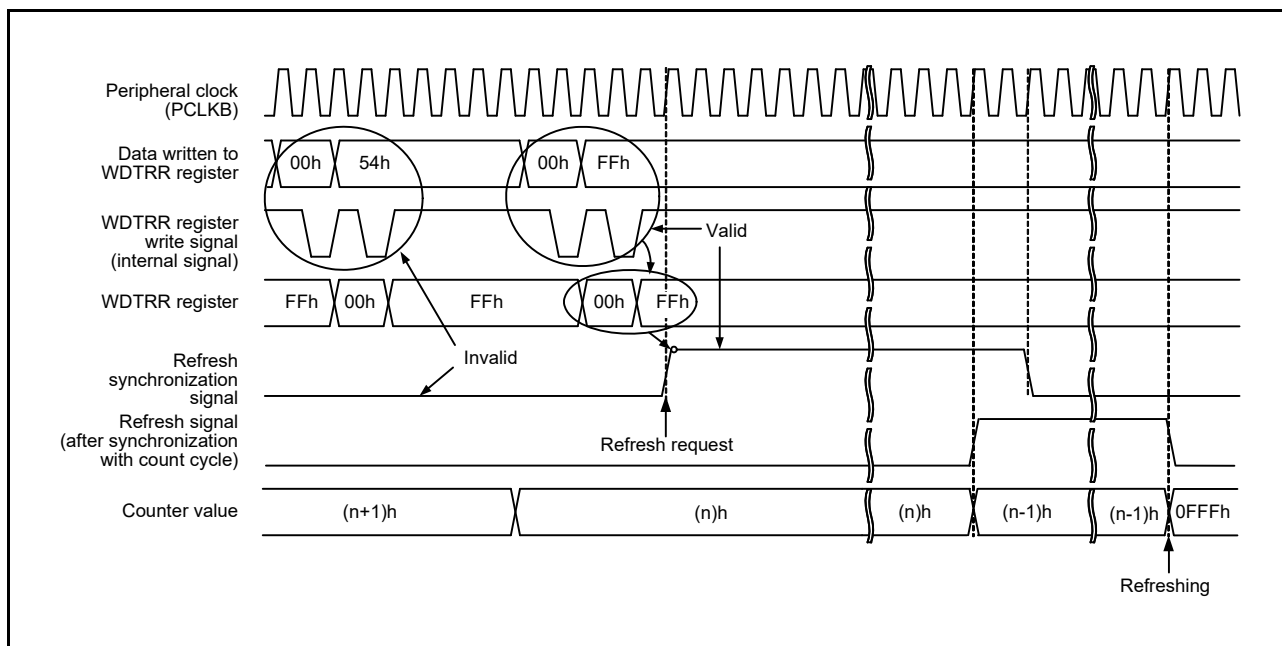 Peripheral clock
(PCLKB)
Data written to
WDTRR register
00h
54h
00h
FFh
WDTRR register
write signal
(internal signal)
Valid
WDTRR register
FFh
00h
FFh
00h
FFh
Invalid
Refresh
synchronization
signal
Refresh request
Refresh signal
(after synchronization
with count cycle)
Counter value
(n+1)h
(n)h
(n)h
(n-1)h
(n-1)h
0FFFh
Refreshing